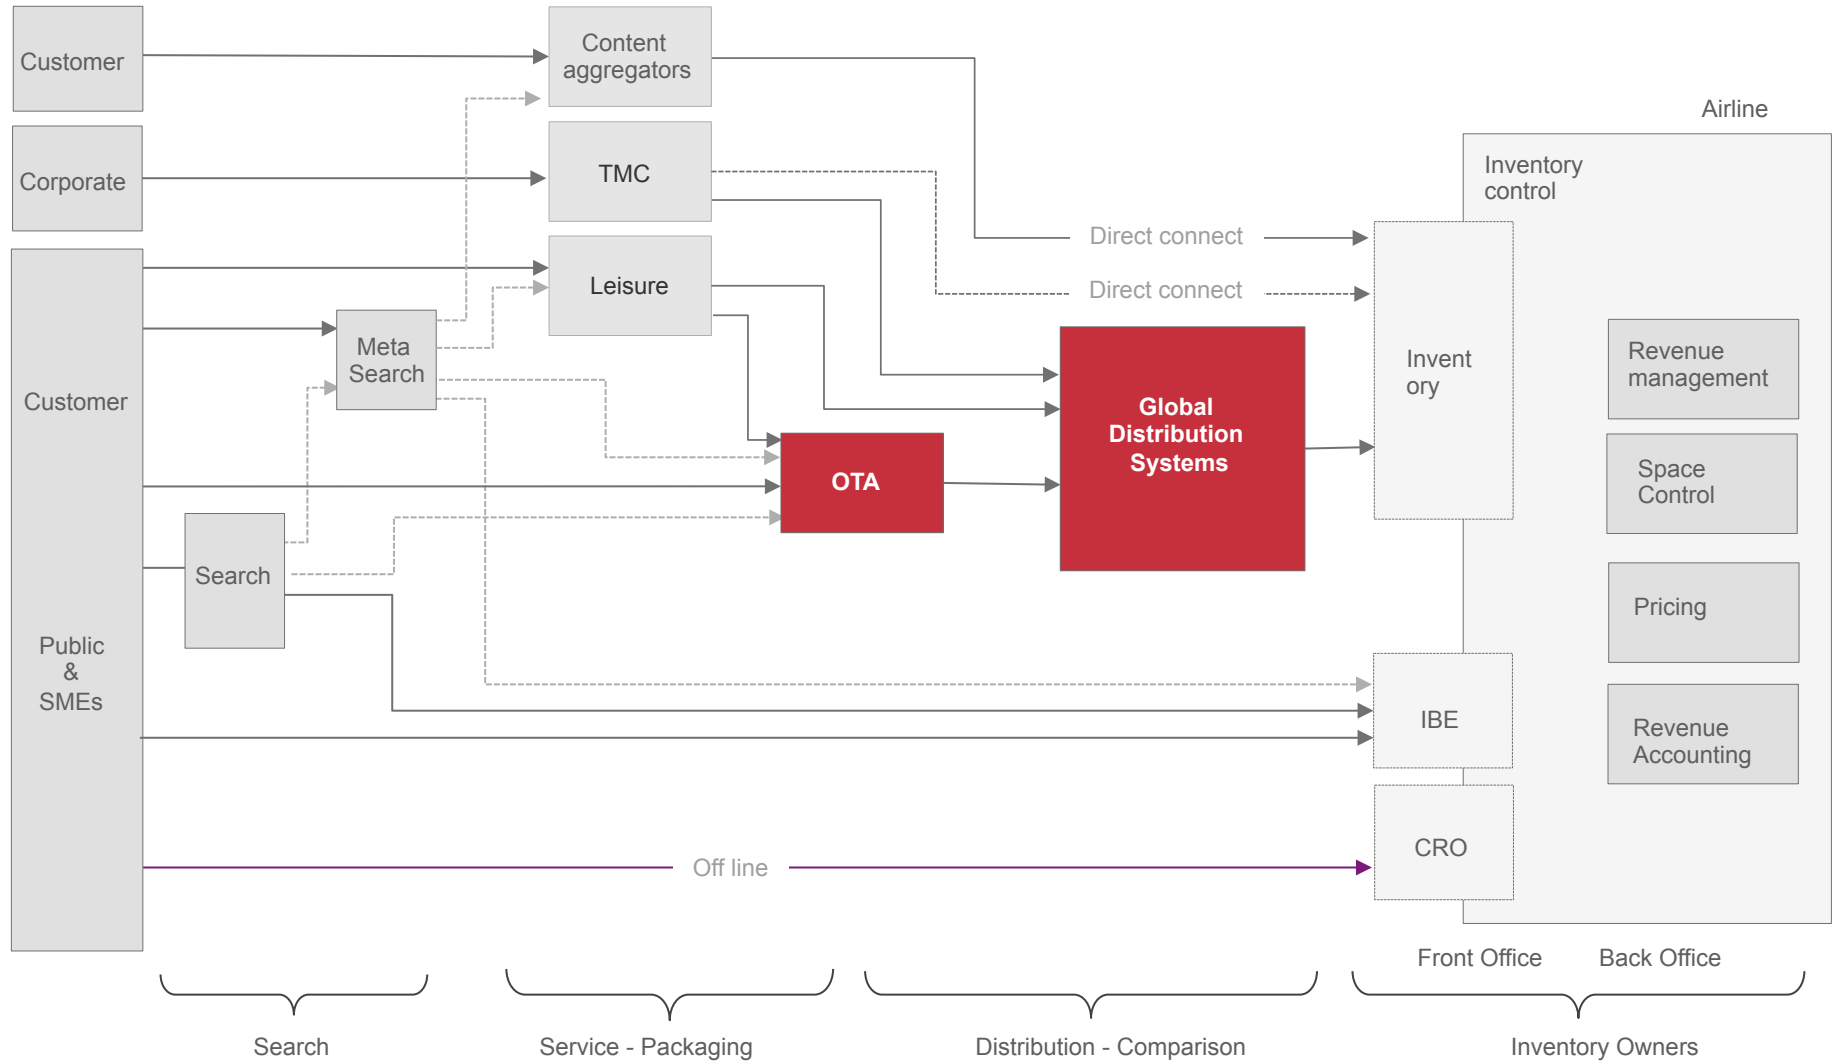 Customer
Content
aggregators
Airline
Corporate
TMC
Inventory
control
Direct connect
Leisure
Direct connect
Customer
Meta
Search
Global
Distribution
Systems
Invent
ory
Revenue
management
OTA
Space
Control
Search
Pricing
Public
&
SMEs
IBE
Revenue
Accounting
Off line
CRO
Front Office
Back Office
Search
Service - Packaging
Distribution - Comparison
Inventory Owners